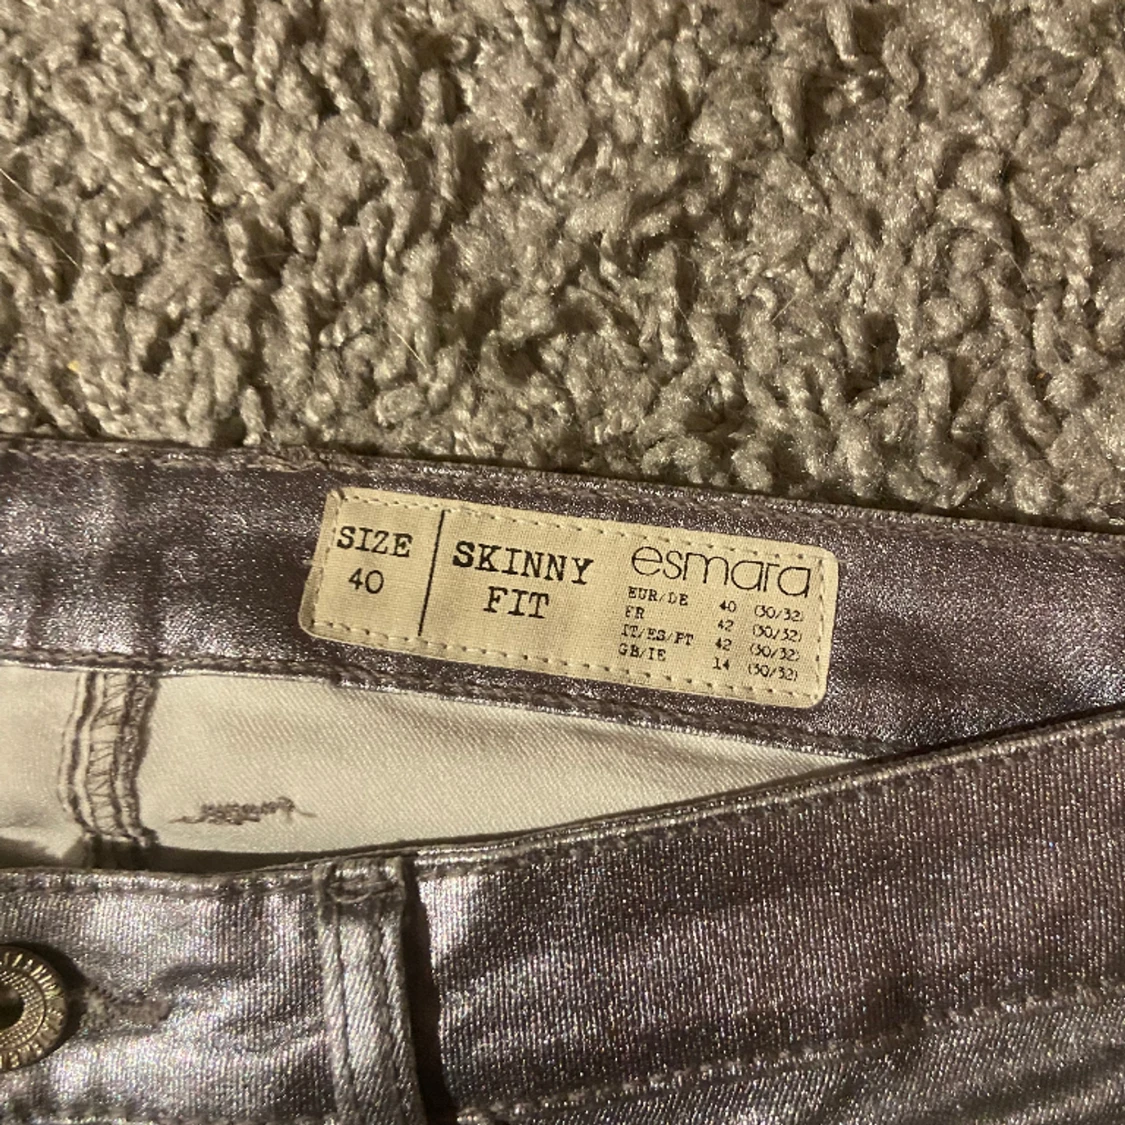 SIZE
40
SKINNY
FIT
esmara
EUR/DE 40 (30/32)
FR 42 (30/32)
IT/ES/PT 42 (30/32)
GB/IE 14 (30/32)